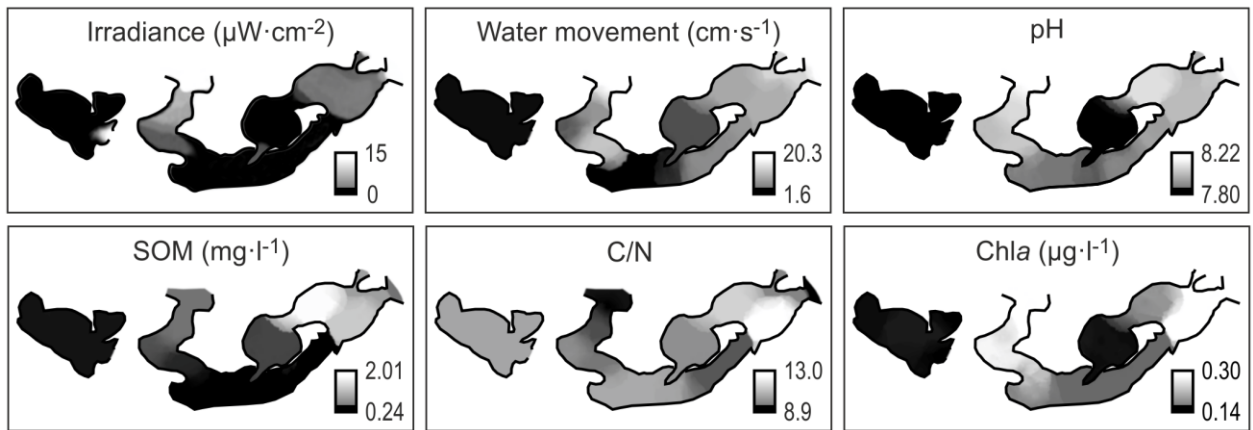 Irradiance (µW·cm-2)
15
0
Water movement (cm·s-1)
20.3
1.6
pH
8.22
7.80
SOM (mg·l-1)
2.01
0.24
C/N
13.0
8.9
Chla (µg·l-1)
0.30
0.14